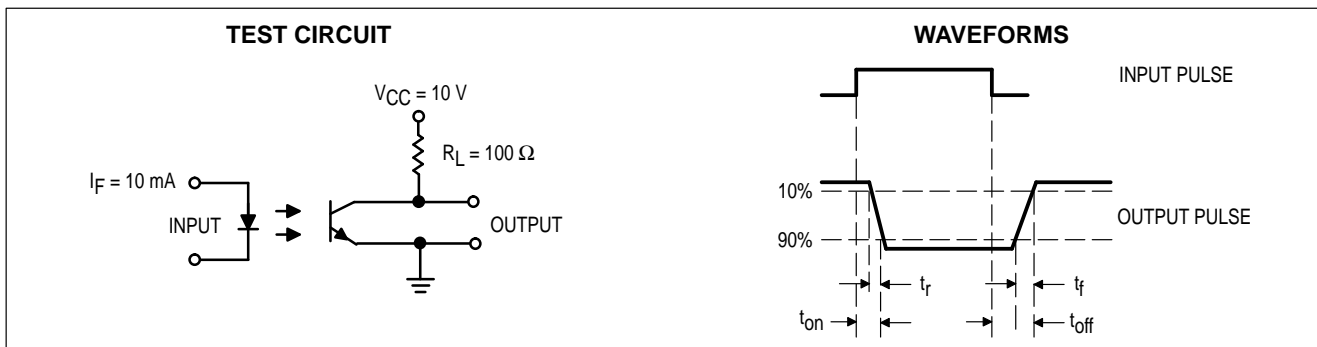 TEST CIRCUIT
VCC = 10 V
RL = 100 Ω
IF = 10 mA
INPUT
OUTPUT
WAVEFORMS
INPUT PULSE
10%
OUTPUT PULSE
90%
tr
tf
ton
toff